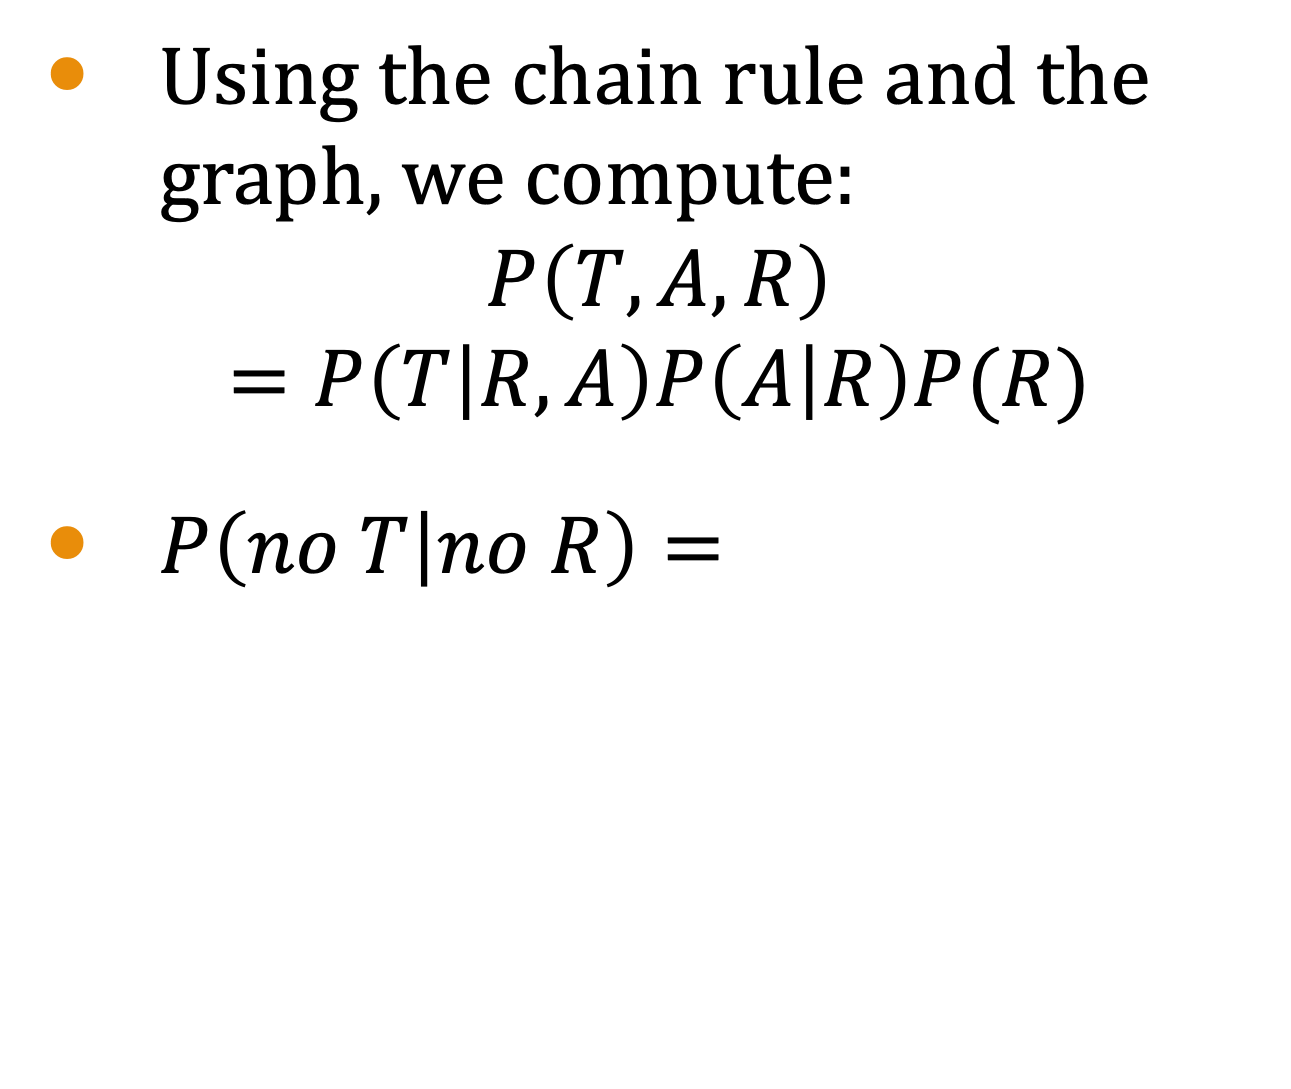 • Using the chain rule and the
graph, we compute:
P(T, A, R)
= P(T|R, A)P(A|R)P(R)
• P(no T|no R) =